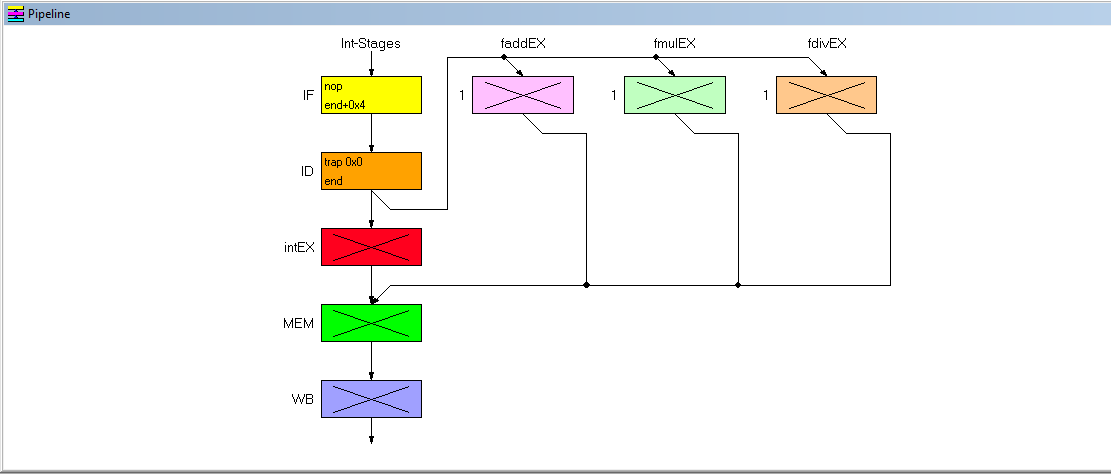 Pipeline
Int-Stages faddEX fmulEX fdivEX
IF nop 1 1 1
end+0x4
ID trap 0x0
end
intEX
MEM
WB